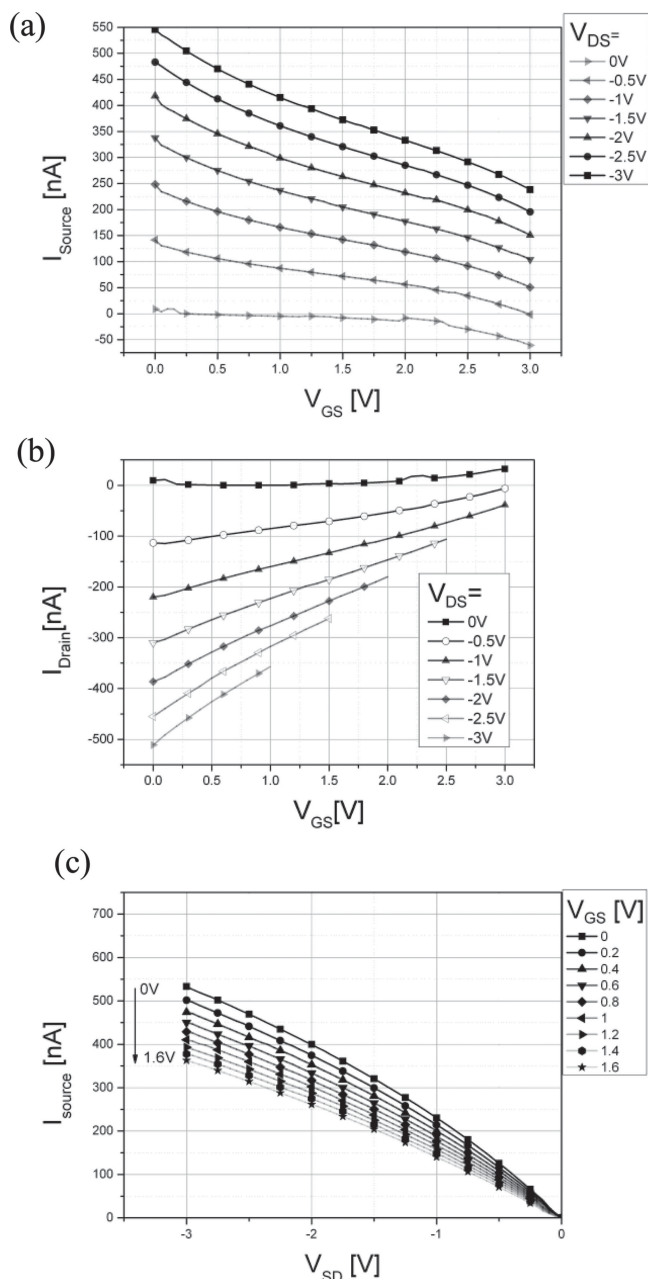 (a)
V_DS=
0V
-0.5V
-1V
-1.5V
-2V
-2.5V
-3V
550
500
450
400
350
300
250
200
150
100
50
0
-50
I_Source [nA]
0.0 0.5 1.0 1.5 2.0 2.5 3.0
V_GS [V]
(b)
0
-100
-200
-300
-400
-500
I_Drain[nA]
V_DS=
0V
-0.5V
-1V
-1.5V
-2V
-2.5V
-3V
0.0 0.5 1.0 1.5 2.0 2.5 3.0
V_GS[V]
(c)
700
600
500
400
300
200
100
0
I_source [nA]
0V
1.6V
V_GS [V]
0
0.2
0.4
0.6
0.8
1
1.2
1.4
1.6
-3 -2 -1 0
V_SD [V]